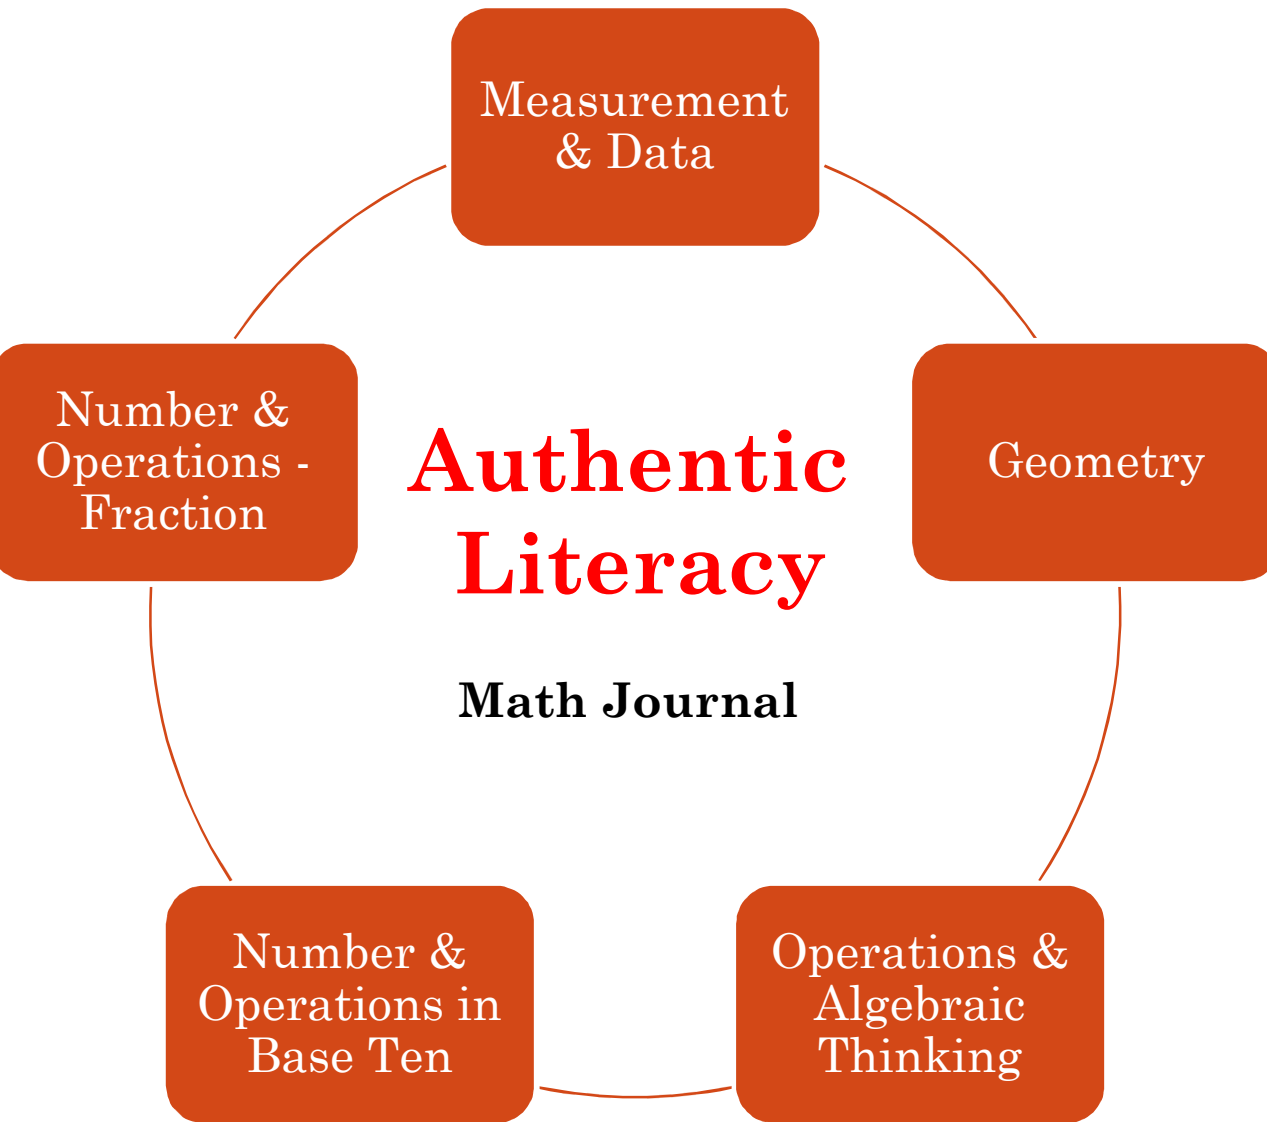 Measurement
& Data
Number &
Operations -
Fraction
Authentic
Literacy
Math Journal
Geometry
Number &
Operations in
Base Ten
Operations &
Algebraic
Thinking